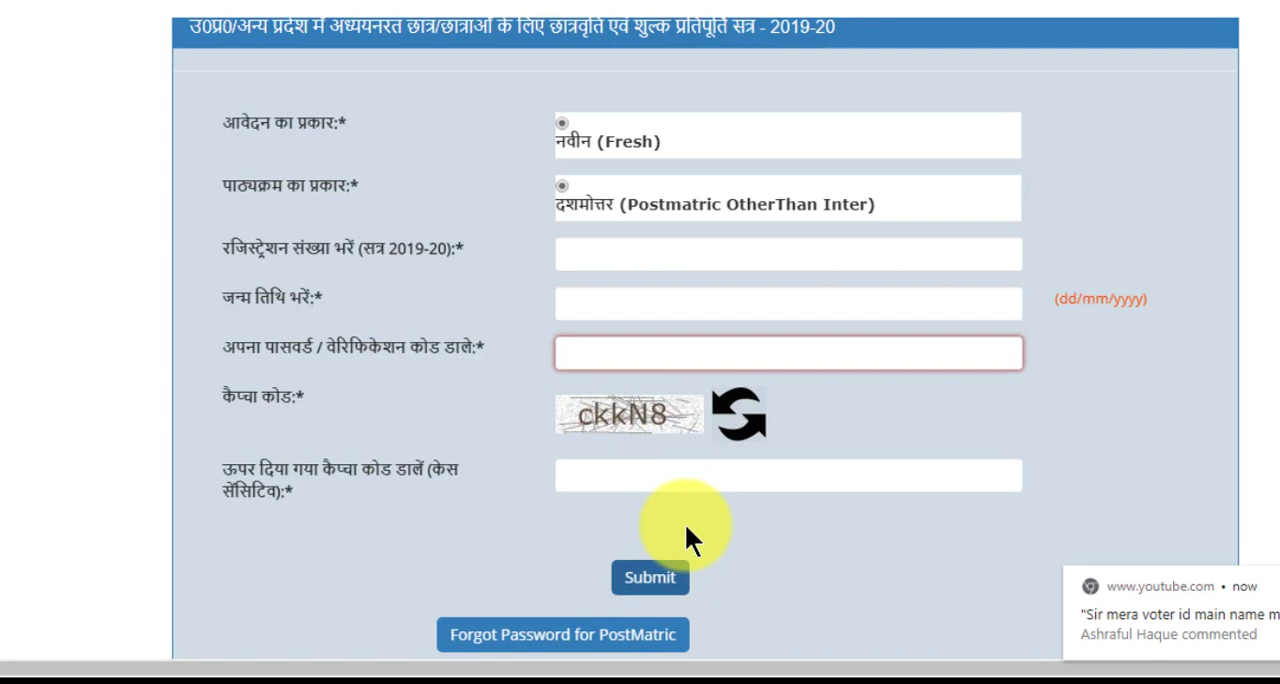 उ0प्र0/अन्य प्रदेश में अध्ययनरत छात्र/छात्राओं के लिए छात्रवृति एवं शुल्क प्रतिपूर्ति सत्र - 2019-20
आवेदन का प्रकार:*
नवीन (Fresh)
पाठ्यक्रम का प्रकार:*
दशमोत्तर (Postmatric OtherThan Inter)
रजिस्ट्रेशन संख्या भरें (सत्र 2019-20):*
जन्म तिथि भरें:*
(dd/mm/yyyy)
अपना पासवर्ड / वेरिफिकेशन कोड डाले:*
कैप्चा कोड:*
ckkN8
ऊपर दिया गया कैप्चा कोड डालें (केस
सेंसिटिव):*
Submit
Forgot Password for PostMatric
www.youtube.com • now
"Sir mera voter id main name m
Ashraful Haque commented